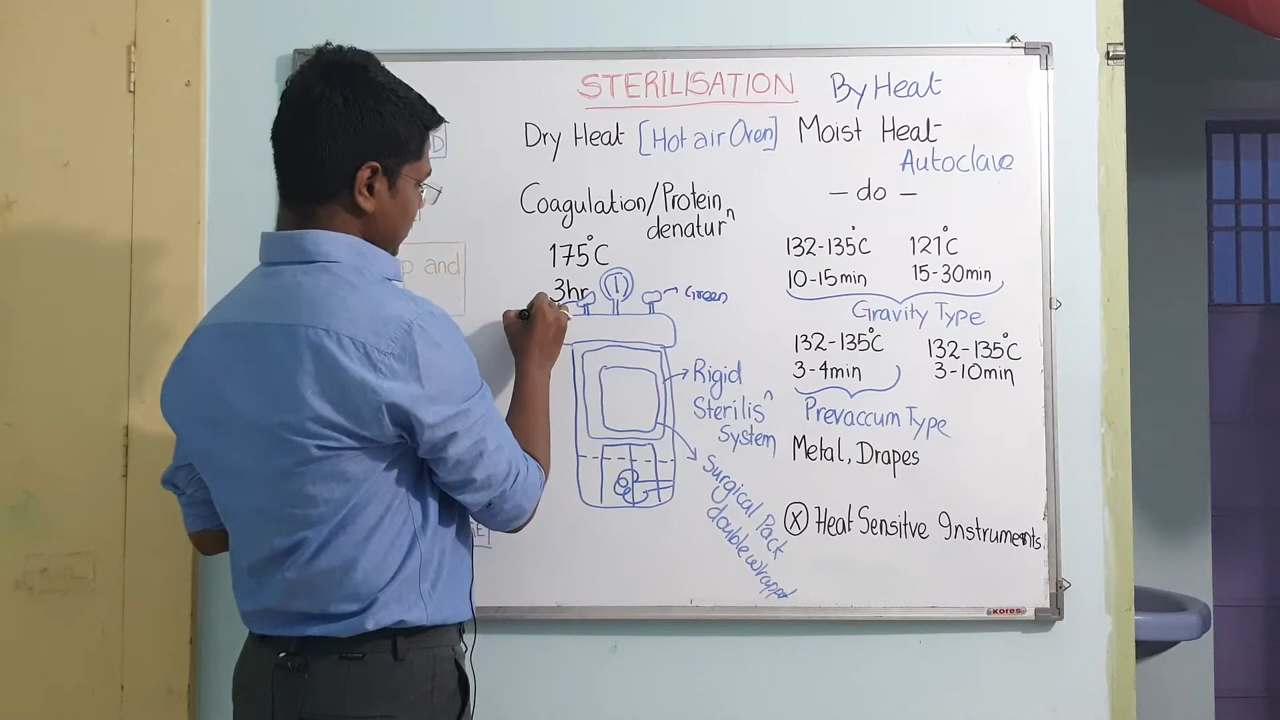 STERILISATION By Heat
Dry Heat [Hot air Oven]
Moist Heat
Autoclave
Coagulation/Protein
denaturⁿ
175°C
3hr
- do -
132-135°C
10-15min
121°C
15-30min
Gravity Type
132-135°C
3-4min
132-135°C
3-10min
Prevaccum Type
Metal, Drapes
Ⓧ Heat Sensitve Instruments
Green
Rigid
Sterilisⁿ
System
Surgical Pack
double wrapped
D
p and
E
KORES